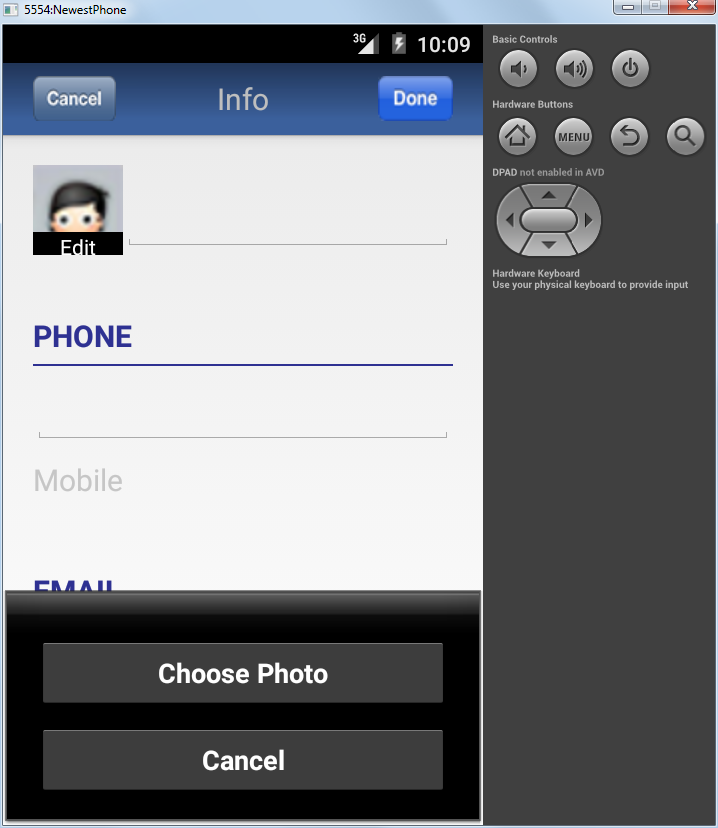 5554:NewestPhone
3G 10:09
Cancel Info Done
Edit
PHONE
Mobile
EMAIL
Choose Photo
Cancel
Basic Controls
Hardware Buttons
MENU
DPAD not enabled in AVD
Hardware Keyboard
Use your physical keyboard to provide input